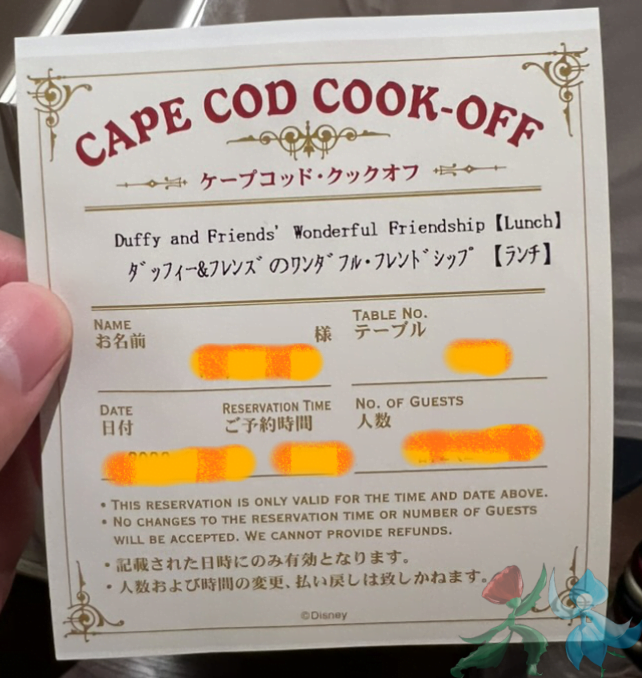 CAPE COD COOK-OFF
ケープコッド・クックオフ
Duffy and Friends' Wonderful Friendship【Lunch】
ﾀﾞｯﾌｨｰ&ﾌﾚﾝｽﾞのﾜﾝﾀﾞﾌﾙ・ﾌﾚﾝﾄﾞｼｯﾌﾟ【ﾗﾝﾁ】
NAME
お名前 様
TABLE NO.
テーブル
DATE
日付
RESERVATION TIME
ご予約時間
NO. OF GUESTS
人数
• THIS RESERVATION IS ONLY VALID FOR THE TIME AND DATE ABOVE.
• NO CHANGES TO THE RESERVATION TIME OR NUMBER OF GUESTS
WILL BE ACCEPTED. WE CANNOT PROVIDE REFUNDS.
・記載された日時にのみ有効となります。
・人数および時間の変更、払い戻しは致しかねます。
©Disney